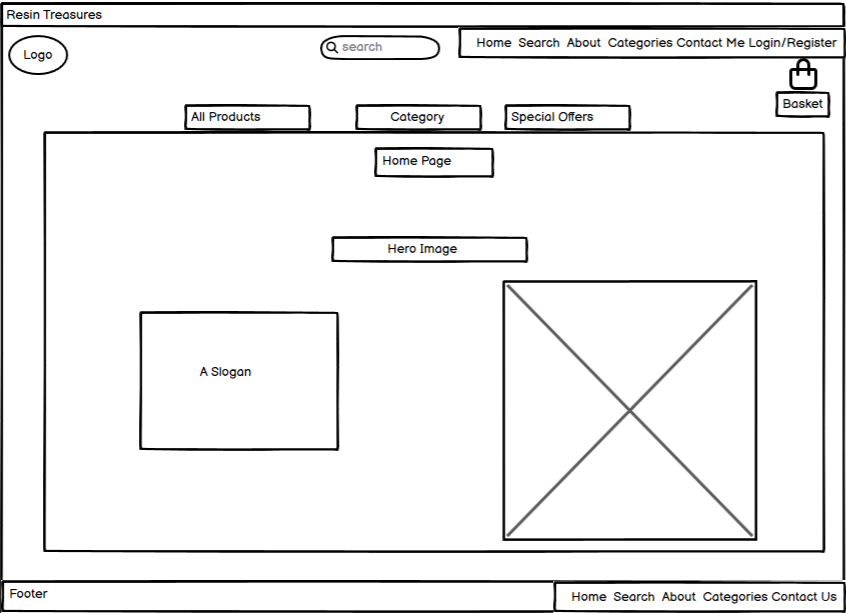 Resin Treasures
Logo
search
Home Search About Categories Contact Me Login/Register
Basket
All Products
Category
Special Offers
Home Page
Hero Image
A Slogan
Footer
Home Search About Categories Contact Us